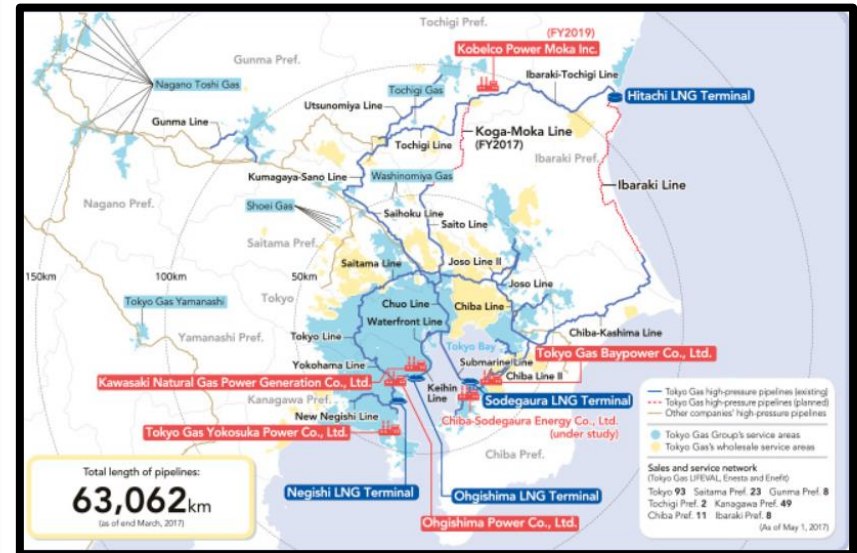 Tochigi Pref.
(FY2019)
Kobelco Power Moka Inc.
Gunma Pref.
Ibaraki-Tochigi Line
Nagano Toshi Gas
Tochigi Gas
Hitachi LNG Terminal
Utsunomiya Line
Gunma Line
Koga-Moka Line
(FY2017)
Tochigi Line
Ibaraki Pref.
Kumagaya-Sano Line
Washinomiya Gas
Ibaraki Line
Nagano Pref.
Shoei Gas
Saihoku Line
Saito Line
Saitama Pref.
Joso Line II
150km
100km
50km
Saitama Line
Joso Line
Tokyo
Chuo Line
Chiba Line
Tokyo Gas Yamanashi
Waterfront Line
Chiba-Kashima Line
Yamanashi Pref.
Tokyo Line
Tokyo Bay
Tokyo Gas Baypower Co., Ltd.
Submarine Line
Yokohama Line
Chiba Line II
Kawasaki Natural Gas Power Generation Co., Ltd.
Keihin
Line
Sodegaura LNG Terminal
Kanagawa Pref.
New Negishi Line
Chiba-Sodegaura Energy Co., Ltd.
(under study)
Tokyo Gas Yokosuka Power Co., Ltd.
Chiba Pref.
Negishi LNG Terminal
Ohgishima LNG Terminal
Ohgishima Power Co., Ltd.
Total length of pipelines:
63,062km
(as of end March, 2017)
Tokyo Gas high-pressure pipelines (existing)
Tokyo Gas high-pressure pipelines (planned)
Other companies' high-pressure pipelines
Tokyo Gas Group's service areas
Tokyo Gas's wholesale service areas
Sales and service network
(Tokyo Gas LIFEVAL, Enesta and Enefit)
Tokyo 93 Saitama Pref. 23 Gunma Pref. 8
Tochigi Pref. 2 Kanagawa Pref. 49
Chiba Pref. 11 Ibaraki Pref. 8
(As of May 1, 2017)